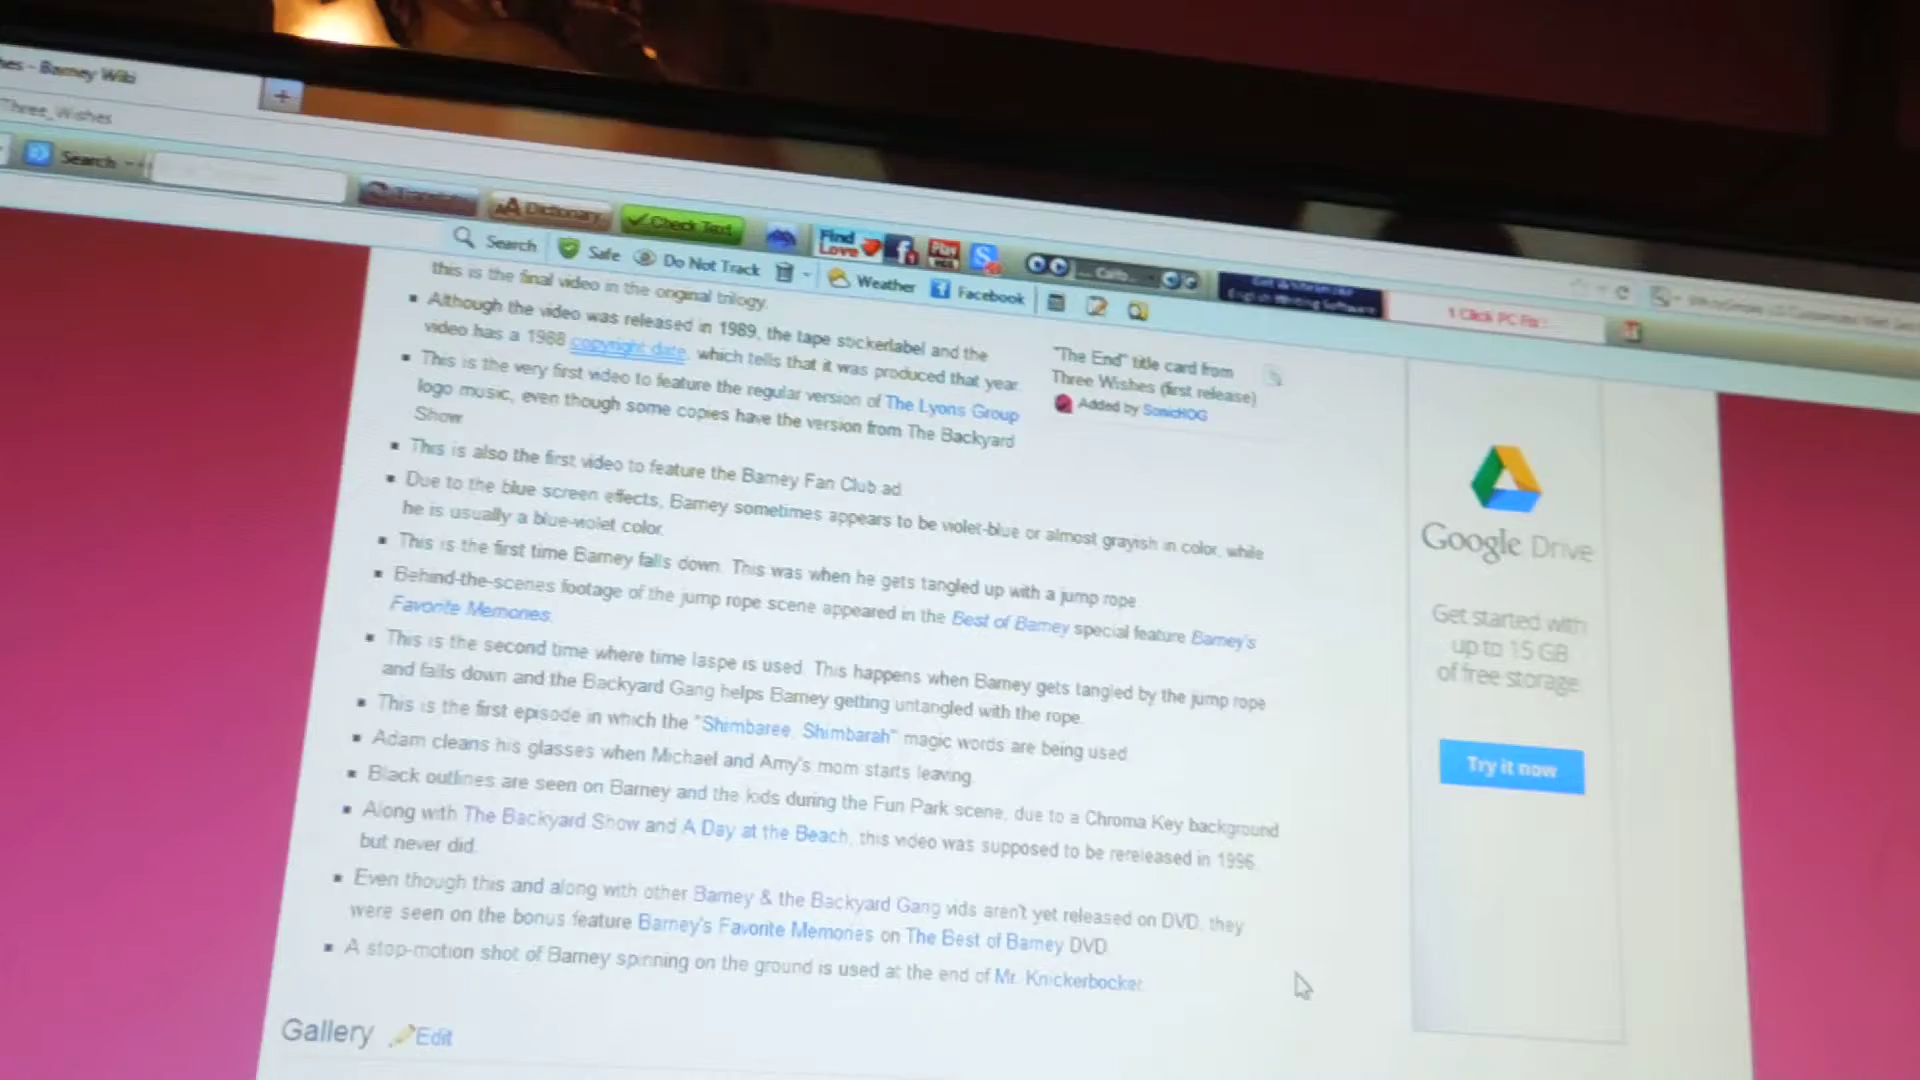 hes - Barney Wiki
+
Three_Wishes
Search
Dictionary
Check Text
Find Love
Play
Search
Safe
Do Not Track
Weather
Facebook
English Writing Software
1 Click PC Fix
this is the final video in the original trilogy.
Although the video was released in 1989, the tape stickerlabel and the
video has a 1988 copyright date, which tells that it was produced that year.
This is the very first video to feature the regular version of The Lyons Group
logo music, even though some copies have the version from The Backyard
Show.
This is also the first video to feature the Barney Fan Club ad.
Due to the blue screen effects, Barney sometimes appears to be violet-blue or almost grayish in color, while
he is usually a blue-violet color.
This is the first time Barney falls down. This was when he gets tangled up with a jump rope.
Behind-the-scenes footage of the jump rope scene appeared in the Best of Barney special feature Barney's
Favorite Memories.
This is the second time where time laspe is used. This happens when Barney gets tangled by the jump rope
and falls down and the Backyard Gang helps Barney getting untangled with the rope.
This is the first episode in which the "Shimbaree, Shimbarah" magic words are being used.
Adam cleans his glasses when Michael and Amy's mom starts leaving.
Black outlines are seen on Barney and the kids during the Fun Park scene, due to a Chroma Key background
Along with The Backyard Show and A Day at the Beach, this video was supposed to be rereleased in 1996,
but never did.
Even though this and along with other Barney & the Backyard Gang vids aren't yet released on DVD, they
were seen on the bonus feature Barney's Favorite Memories on The Best of Barney DVD.
A stop-motion shot of Barney spinning on the ground is used at the end of Mr. Knickerbocker.
Gallery Edit
"The End" title card from
Three Wishes (first release)
Added by SonicHOG
Google Drive
Get started with
up to 15 GB
of free storage
Try it now